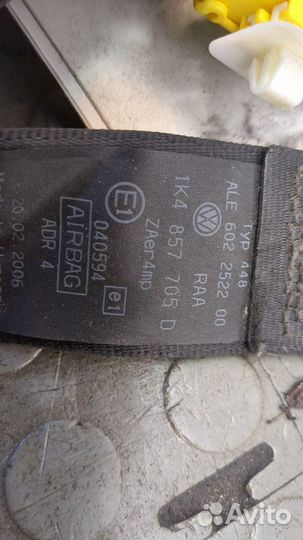 Typ 448
ALE 602 2522 00
RAA
1K4 857 705 D
ZAer4mp
E1
040594
e1
AIRBAG
ADR 4
20.02.2006
Avito